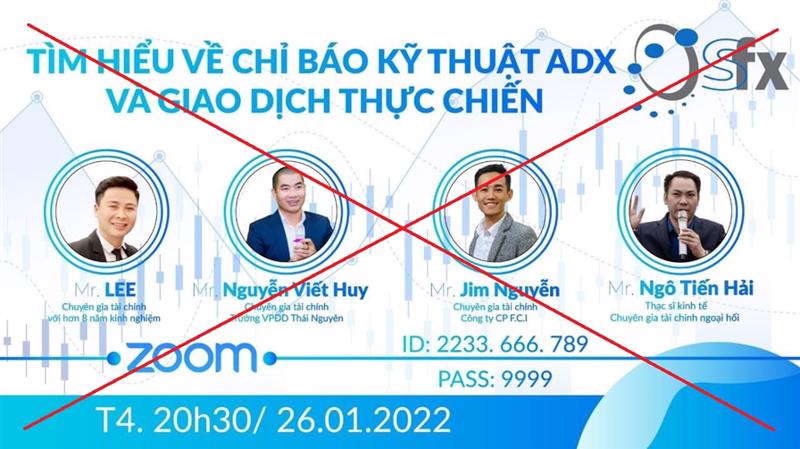 TÌM HIỂU VỀ CHỈ BÁO KỸ THUẬT ADX
VÀ GIAO DỊCH THỰC CHIẾN
Sfx
Mr. LEE
Chuyên gia tài chính
với hơn 8 năm kinh nghiệm
Mr. Nguyễn Viết Huy
Chuyên gia tài chính
Trưởng VPĐD Thái Nguyên
Mr. Jim Nguyễn
Chuyên gia tài chính
Công ty CP F.C.I
Mr. Ngô Tiến Hải
Thạc sĩ kinh tế
Chuyên gia tài chính ngoại hối
zoom
ID: 2233. 666. 789
PASS: 9999
T4. 20h30/ 26.01.2022